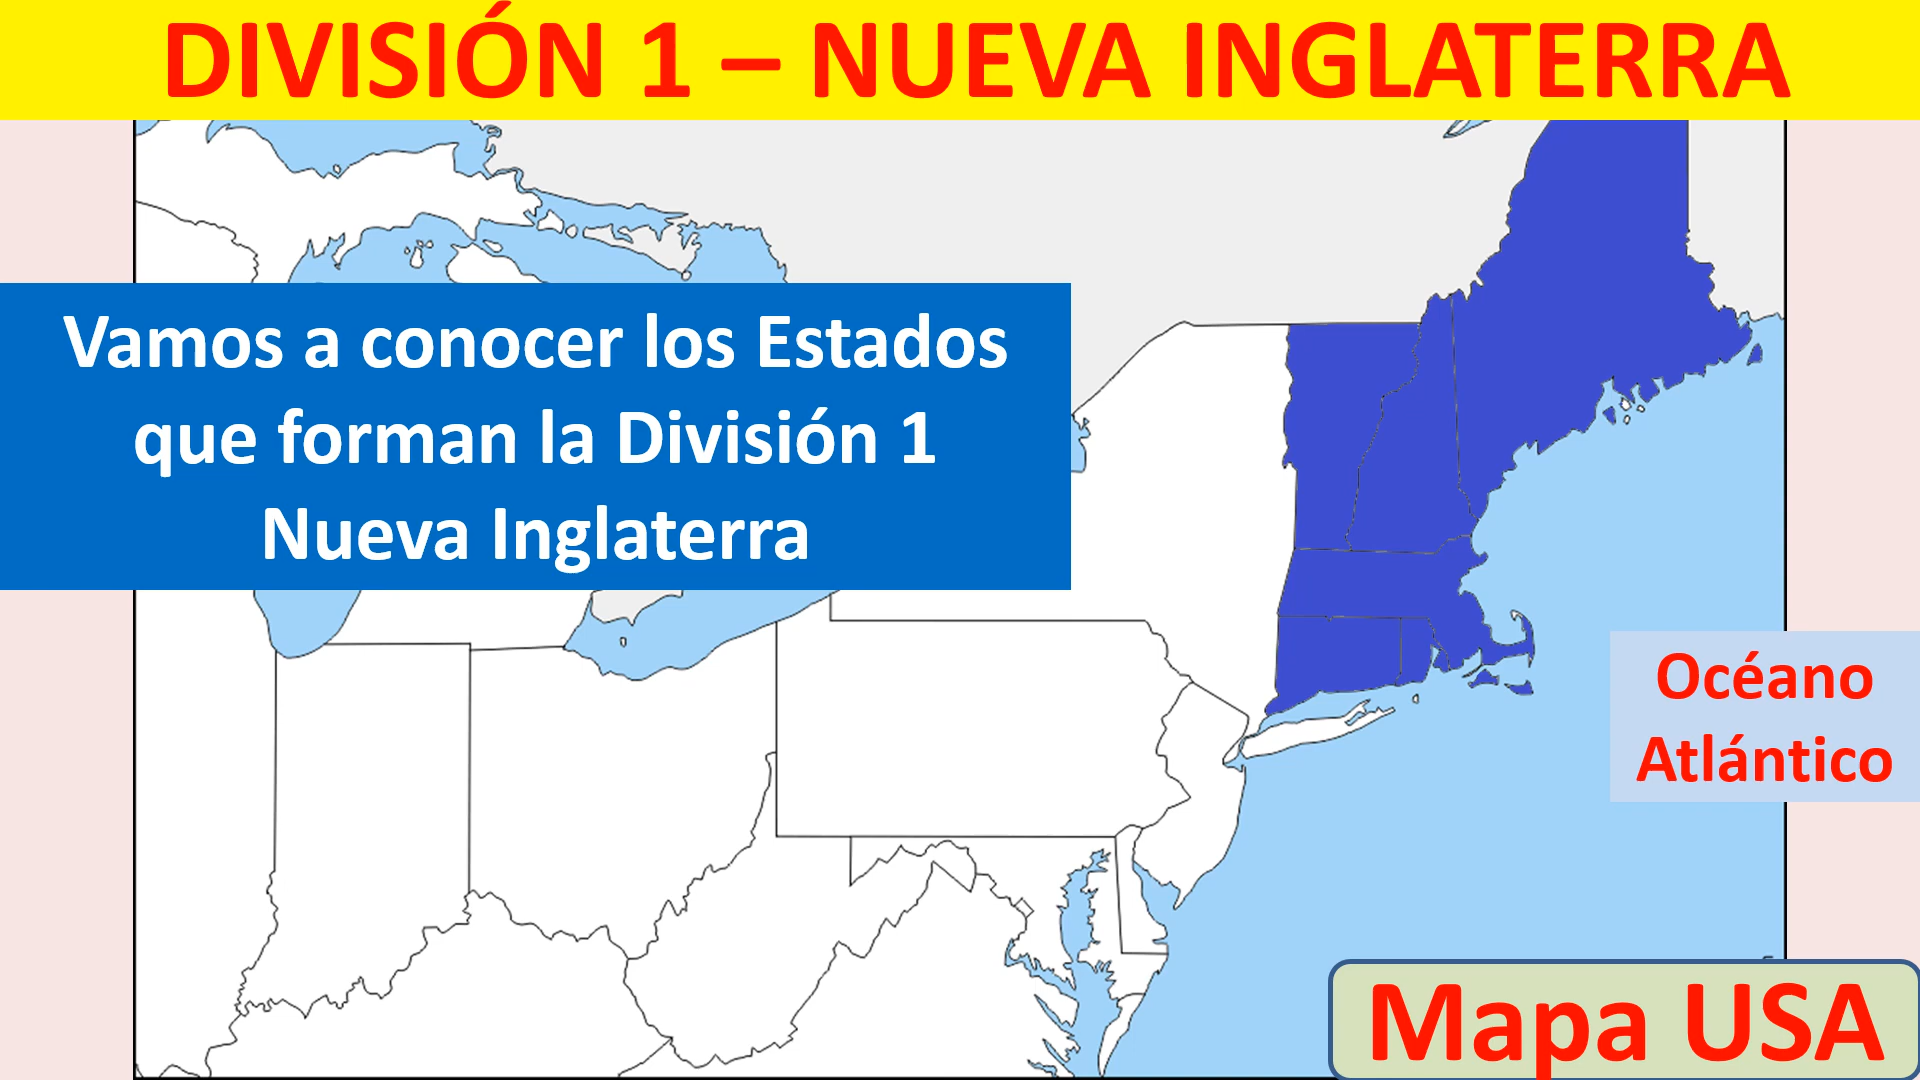 DIVISIÓN 1 – NUEVA INGLATERRA
Vamos a conocer los Estados
que forman la División 1
Nueva Inglaterra
Océano
Atlántico
Mapa USA